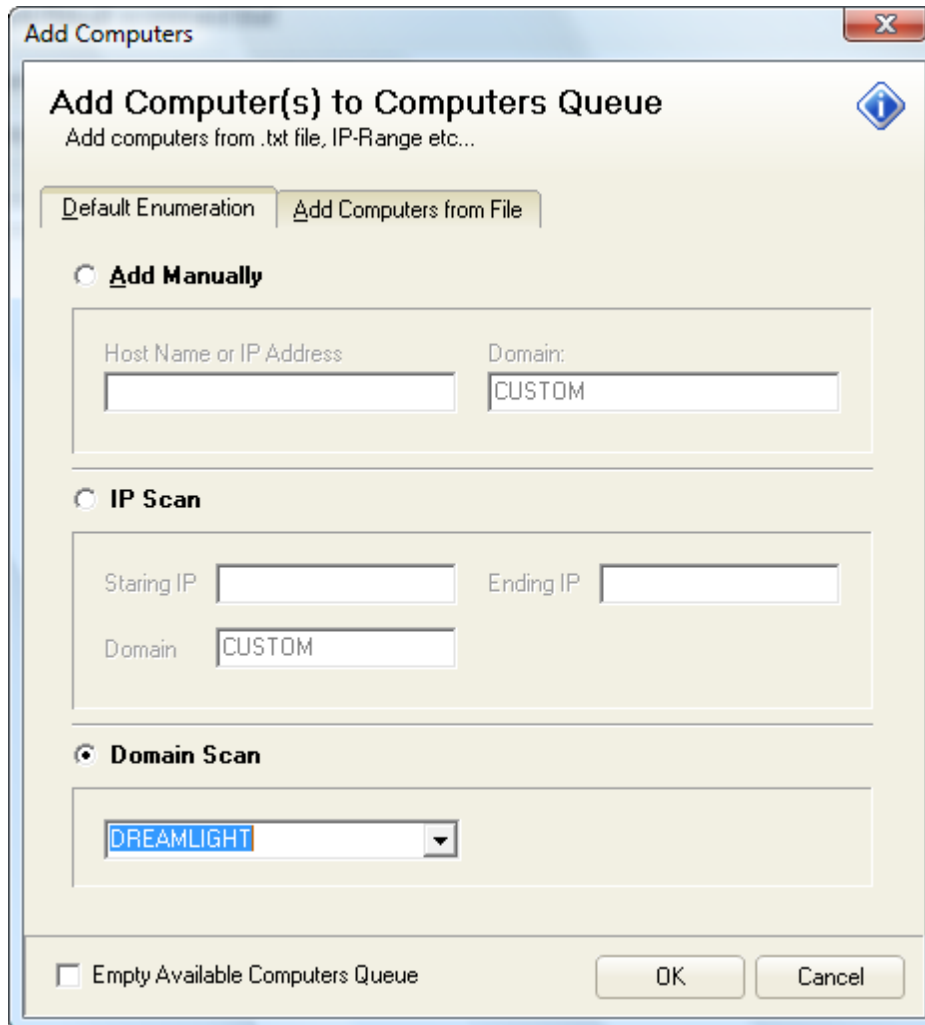 Add Computers
Add Computer(s) to Computers Queue
Add computers from .txt file, IP-Range etc...
Default Enumeration
Add Computers from File
Add Manually
Host Name or IP Address
Domain:
CUSTOM
IP Scan
Staring IP
Ending IP
Domain
CUSTOM
Domain Scan
DREAMLIGHT
Empty Available Computers Queue
OK
Cancel